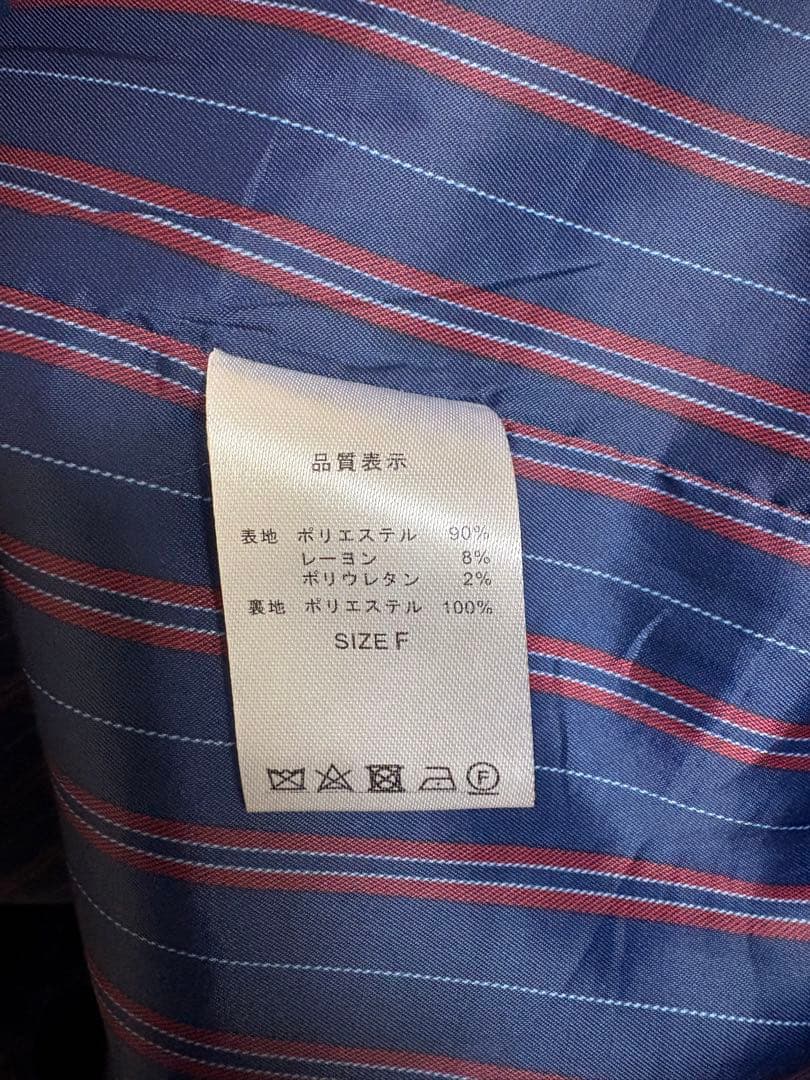 品質表示
表地 ポリエステル 90%
レーヨン 8%
ポリウレタン 2%
裏地 ポリエステル 100%
SIZE F
F